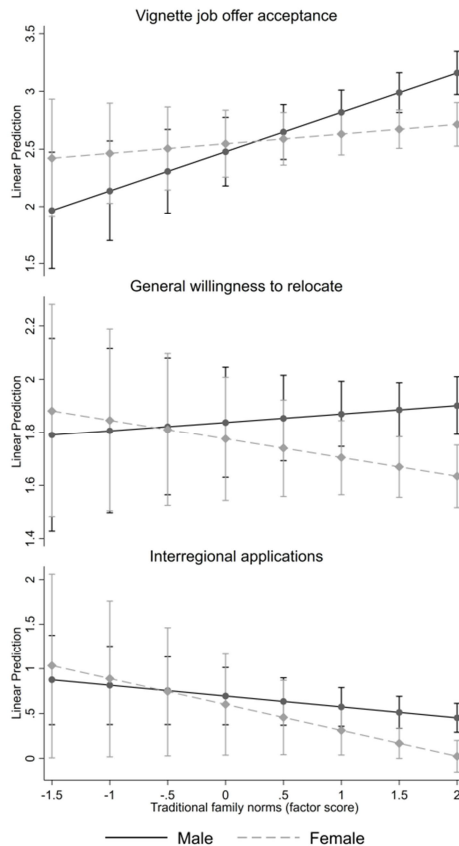 Vignette job offer acceptance
Linear Prediction
3.5
3
2.5
2
1.5
General willingness to relocate
Linear Prediction
2.2
2
1.8
1.6
1.4
Interregional applications
Linear Prediction
2
1.5
1
.5
0
-1.5 -1 -.5 0 .5 1 1.5 2
Traditional family norms (factor score)
Male Female